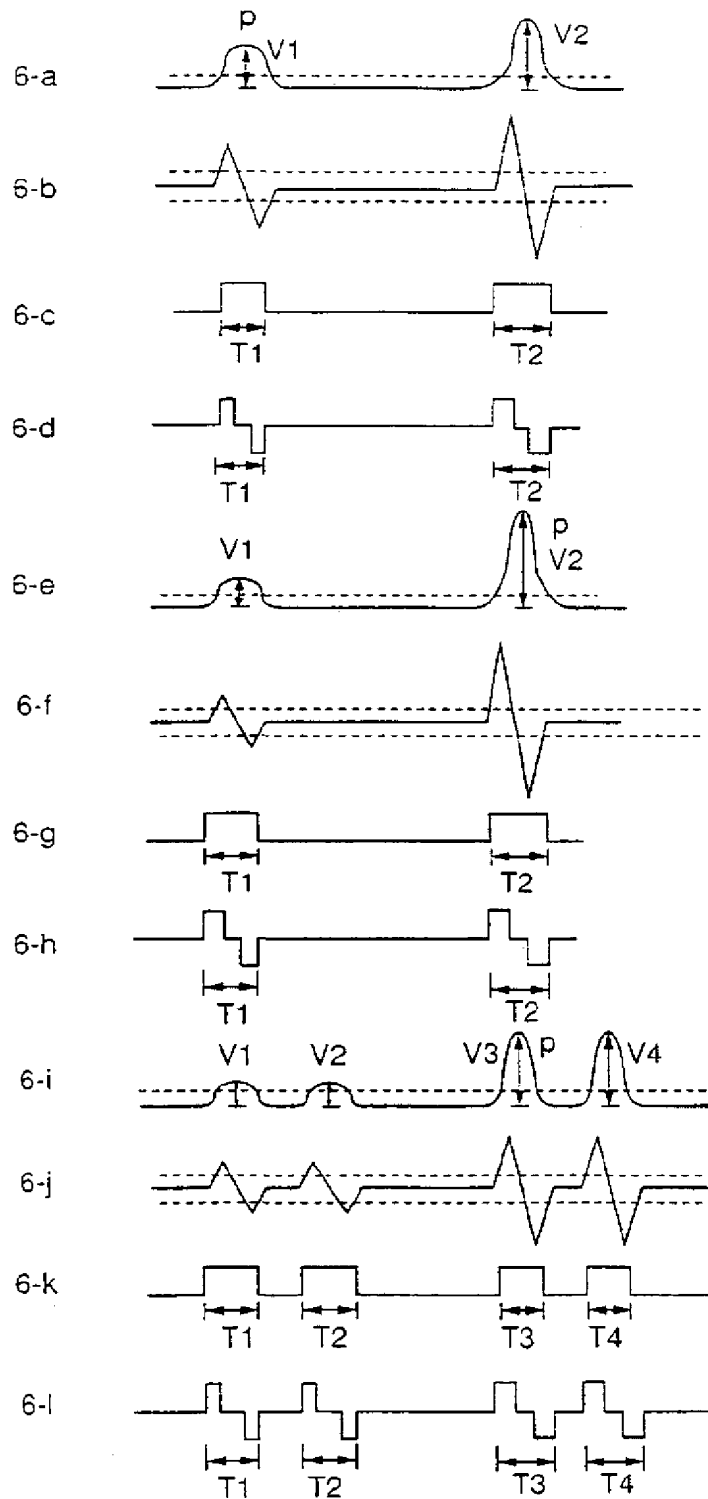 p
V1
V2
6-a
6-b
6-c
T1
T2
6-d
T1
T2
p
V1
V2
6-e
6-f
6-g
T1
T2
6-h
T1
T2
V1 V2 V3 p V4
6-i
6-j
6-k
T1 T2 T3 T4
6-l
T1 T2 T3 T4